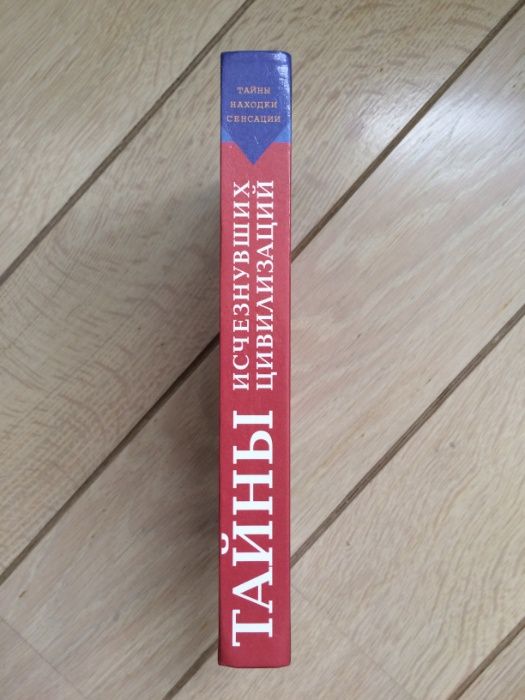 ТАЙНЫ
НАХОДКИ
СЕНСАЦИИ
ТАЙНЫ
ИСЧЕЗНУВШИХ
ЦИВИЛИЗАЦИЙ